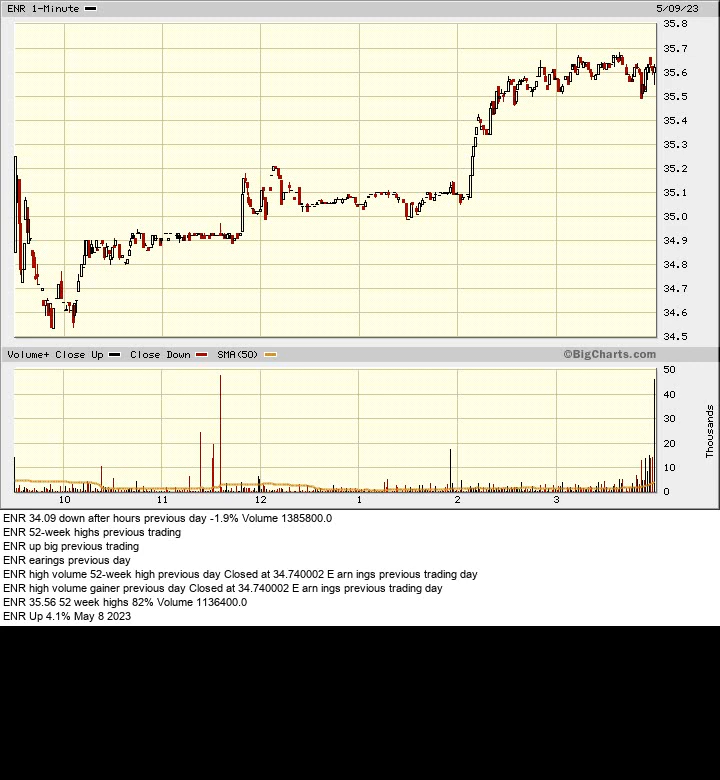 ENR 1-Minute 5/09/23
35.8
35.7
35.6
35.5
35.4
35.3
35.2
35.1
35.0
34.9
34.8
34.7
34.6
34.5
Volume+ Close Up Close Down SMA(50) ©BigCharts.com
50
40
30
20
10
0
Thousands
10 11 12 1 2 3
ENR 34.09 down after hours previous day -1.9% Volume 1385800.0
ENR 52-week highs previous trading
ENR up big previous trading
ENR earings previous day
ENR high volume 52-week high previous day Closed at 34.740002 E arn ings previous trading day
ENR high volume gainer previous day Closed at 34.740002 E arn ings previous trading day
ENR 35.56 52 week highs 82% Volume 1136400.0
ENR Up 4.1% May 8 2023